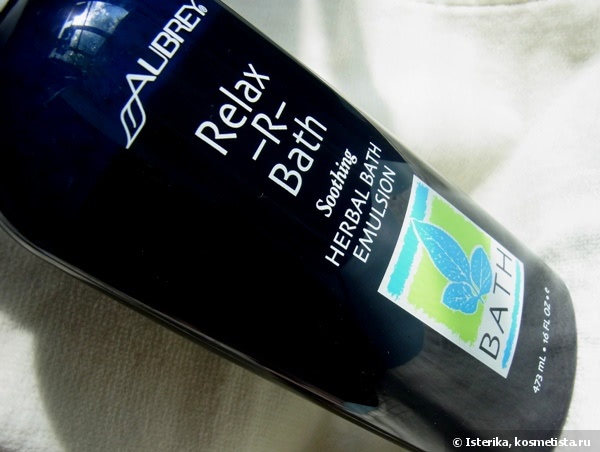 AUBREY
Relax
-R-
Bath
Soothing
HERBAL BATH
EMULSION
BATH
473 mL • 16 FL OZ • e
© Isterika, kosmetista.ru